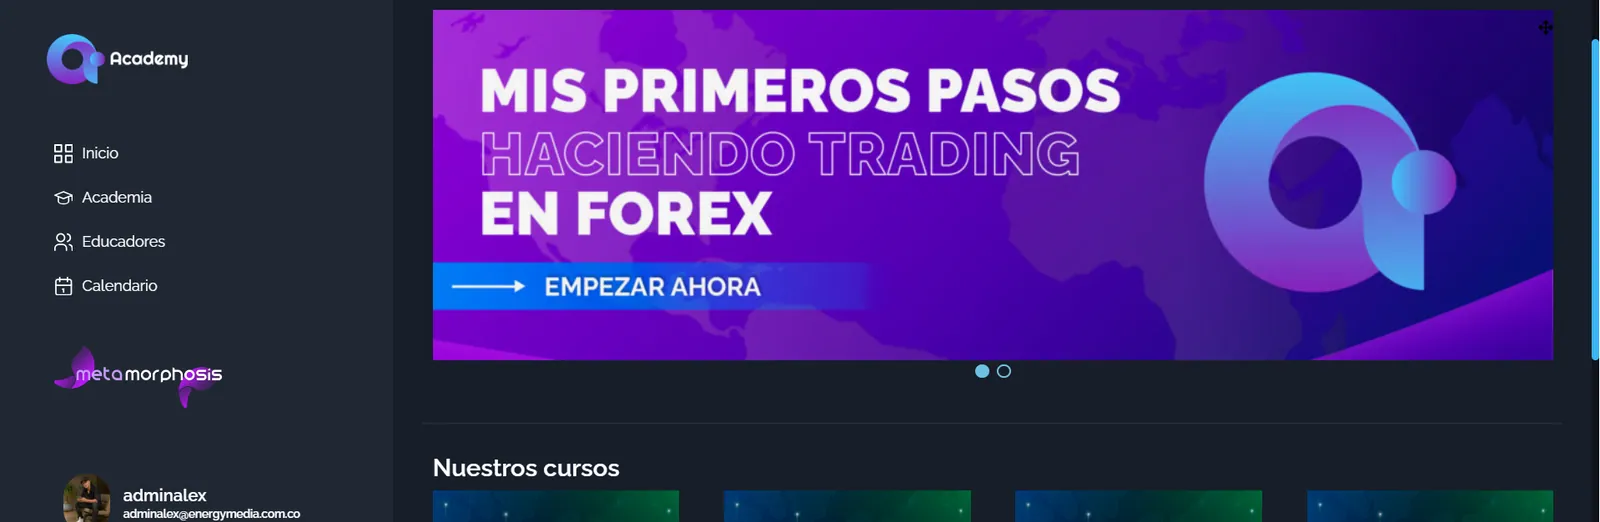 Academy
Inicio
Academia
Educadores
Calendario
metamorphosis
adminalex
adminalex@energymedia.com.co
MIS PRIMEROS PASOS
HACIENDO TRADING
EN FOREX
EMPEZAR AHORA
Nuestros cursos